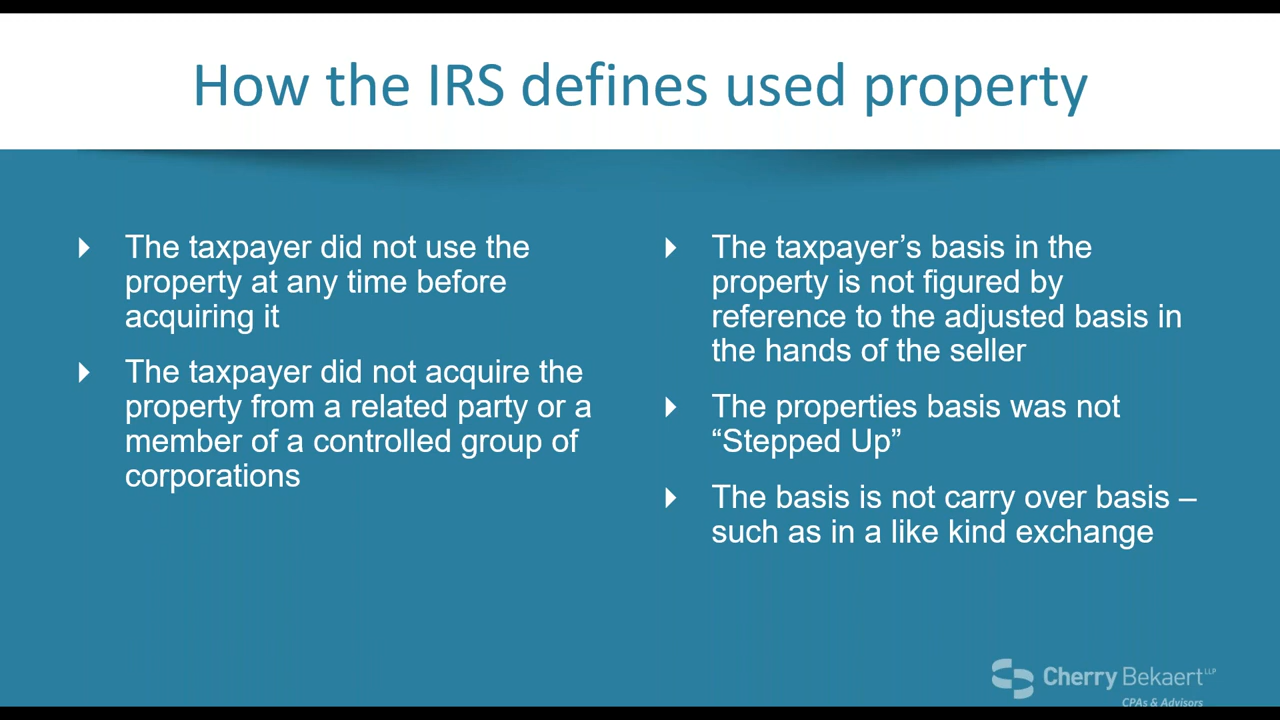 How the IRS defines used property
The taxpayer did not use the
property at any time before
acquiring it
The taxpayer did not acquire the
property from a related party or a
member of a controlled group of
corporations
The taxpayer’s basis in the
property is not figured by
reference to the adjusted basis in
the hands of the seller
The properties basis was not
“Stepped Up”
The basis is not carry over basis –
such as in a like kind exchange
Cherry Bekaert LLP
CPAs & Advisors